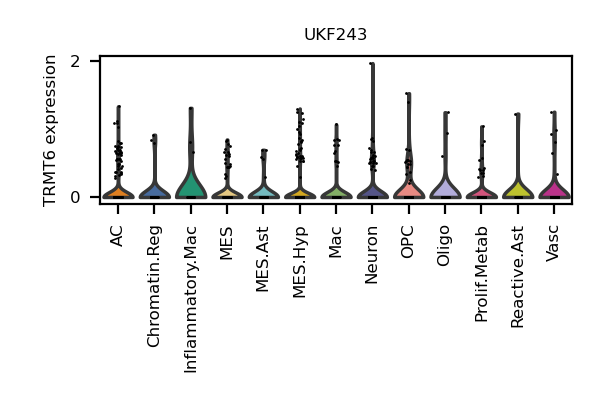 UKF243
TRMT6 expression
2
0
AC
Chromatin.Reg
Inflammatory.Mac
MES
MES.Ast
MES.Hyp
Mac
Neuron
OPC
Oligo
Prolif.Metab
Reactive.Ast
Vasc